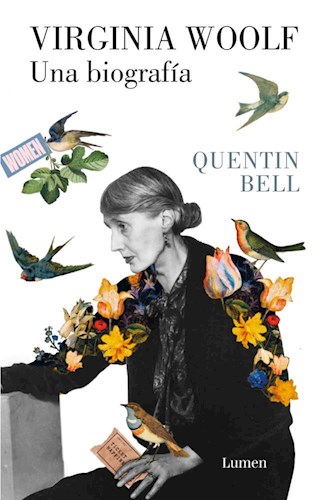 VIRGINIA WOOLF
Una biografía
WOMEN
QUENTIN
BELL
Lumen